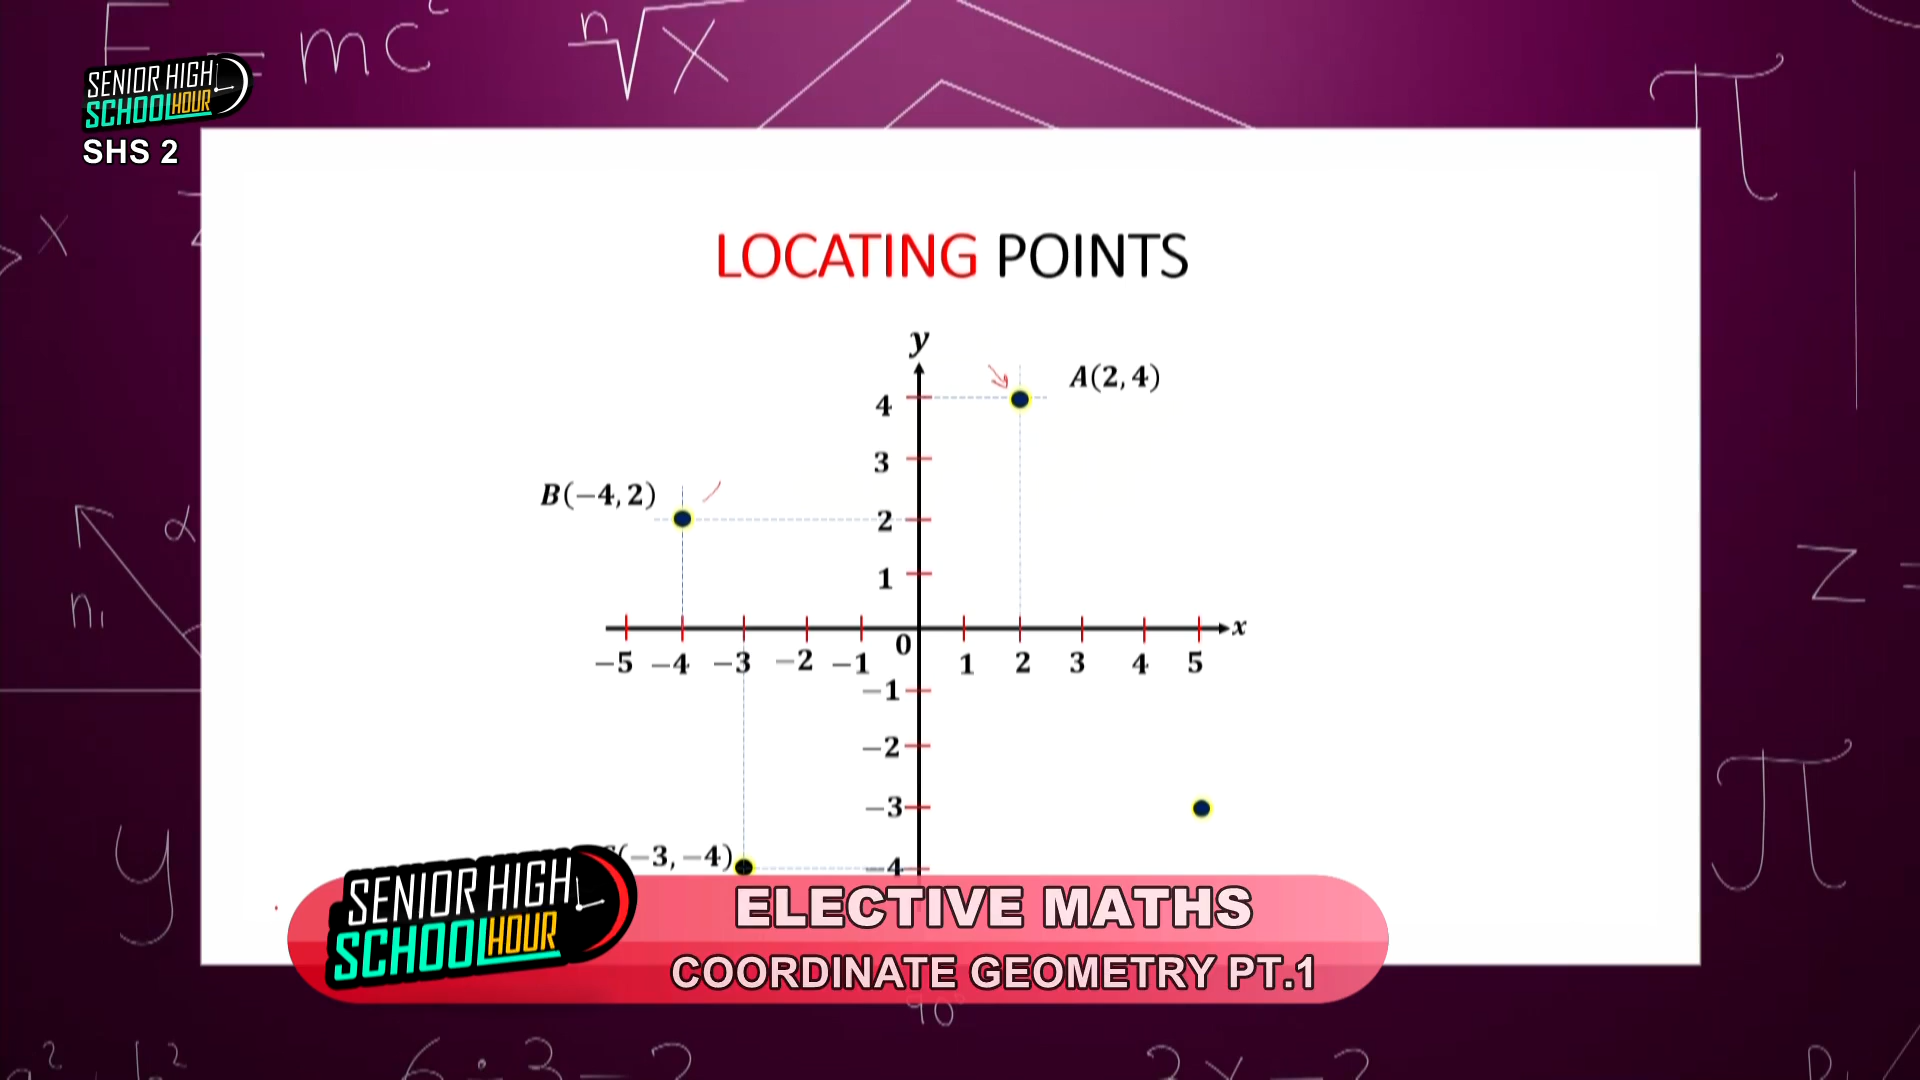 E = mc²
n√x
SENIOR HIGH
SCHOOL HOUR
SHS 2
π
x
LOCATING POINTS
y
A(2, 4)
4
3
B(−4, 2)
2
1
α
n₁
z =
x
0
−5 −4 −3 −2 −1 1 2 3 4 5
−1
−2
−3
π
y
(−3, −4)
−4
SENIOR HIGH
SCHOOL HOUR
ELECTIVE MATHS
COORDINATE GEOMETRY PT.1
90°